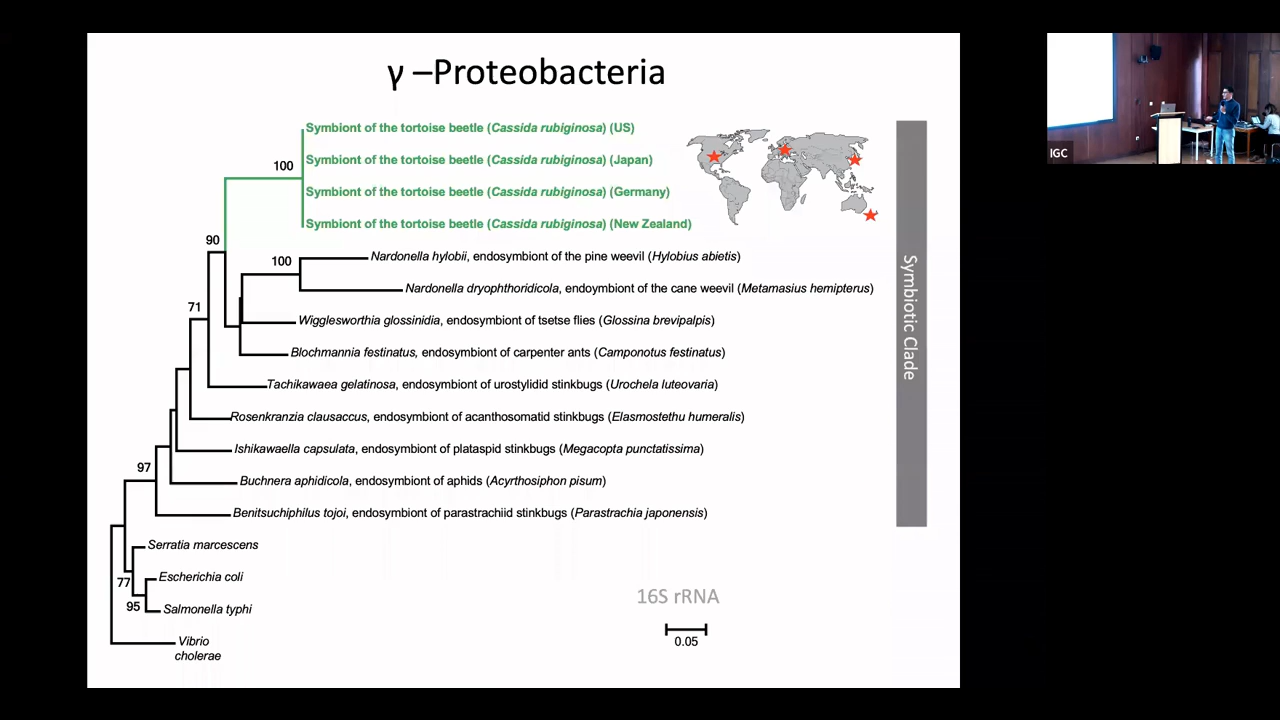 γ –Proteobacteria
Symbiont of the tortoise beetle (Cassida rubiginosa) (US)
Symbiont of the tortoise beetle (Cassida rubiginosa) (Japan)
100
Symbiont of the tortoise beetle (Cassida rubiginosa) (Germany)
Symbiont of the tortoise beetle (Cassida rubiginosa) (New Zealand)
90
Nardonella hylobii, endosymbiont of the pine weevil (Hylobius abietis)
100
Nardonella dryophthoridicola, endoymbiont of the cane weevil (Metamasius hemipterus)
71
Wigglesworthia glossinidia, endosymbiont of tsetse flies (Glossina brevipalpis)
Blochmannia festinatus, endosymbiont of carpenter ants (Camponotus festinatus)
Tachikawaea gelatinosa, endosymbiont of urostylidid stinkbugs (Urochela luteovaria)
Rosenkranzia clausaccus, endosymbiont of acanthosomatid stinkbugs (Elasmostethu humeralis)
Ishikawaella capsulata, endosymbiont of plataspid stinkbugs (Megacopta punctatissima)
97
Buchnera aphidicola, endosymbiont of aphids (Acyrthosiphon pisum)
Benitsuchiphilus tojoi, endosymbiont of parastrachiid stinkbugs (Parastrachia japonensis)
Serratia marcescens
77
Escherichia coli
95
Salmonella typhi
Vibrio
cholerae
Symbiotic Clade
16S rRNA
0.05
IGC